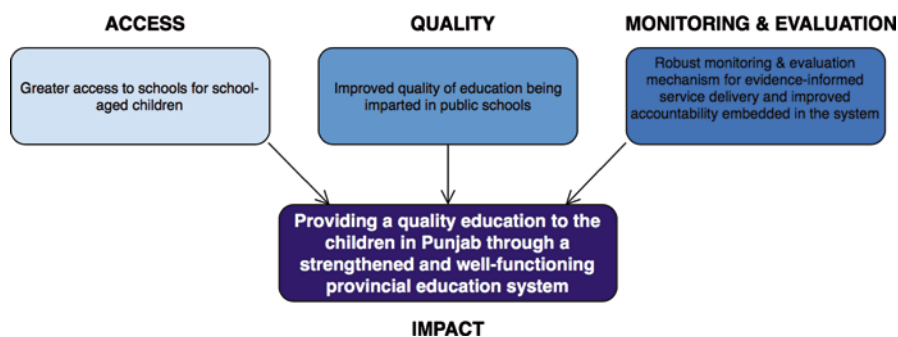 ACCESS
Greater access to schools for school-
aged children
QUALITY
Improved quality of education being
imparted in public schools
MONITORING & EVALUATION
Robust monitoring & evaluation
mechanism for evidence-informed
service delivery and improved
accountability embedded in the system
Providing a quality education to the
children in Punjab through a
strengthened and well-functioning
provincial education system
IMPACT